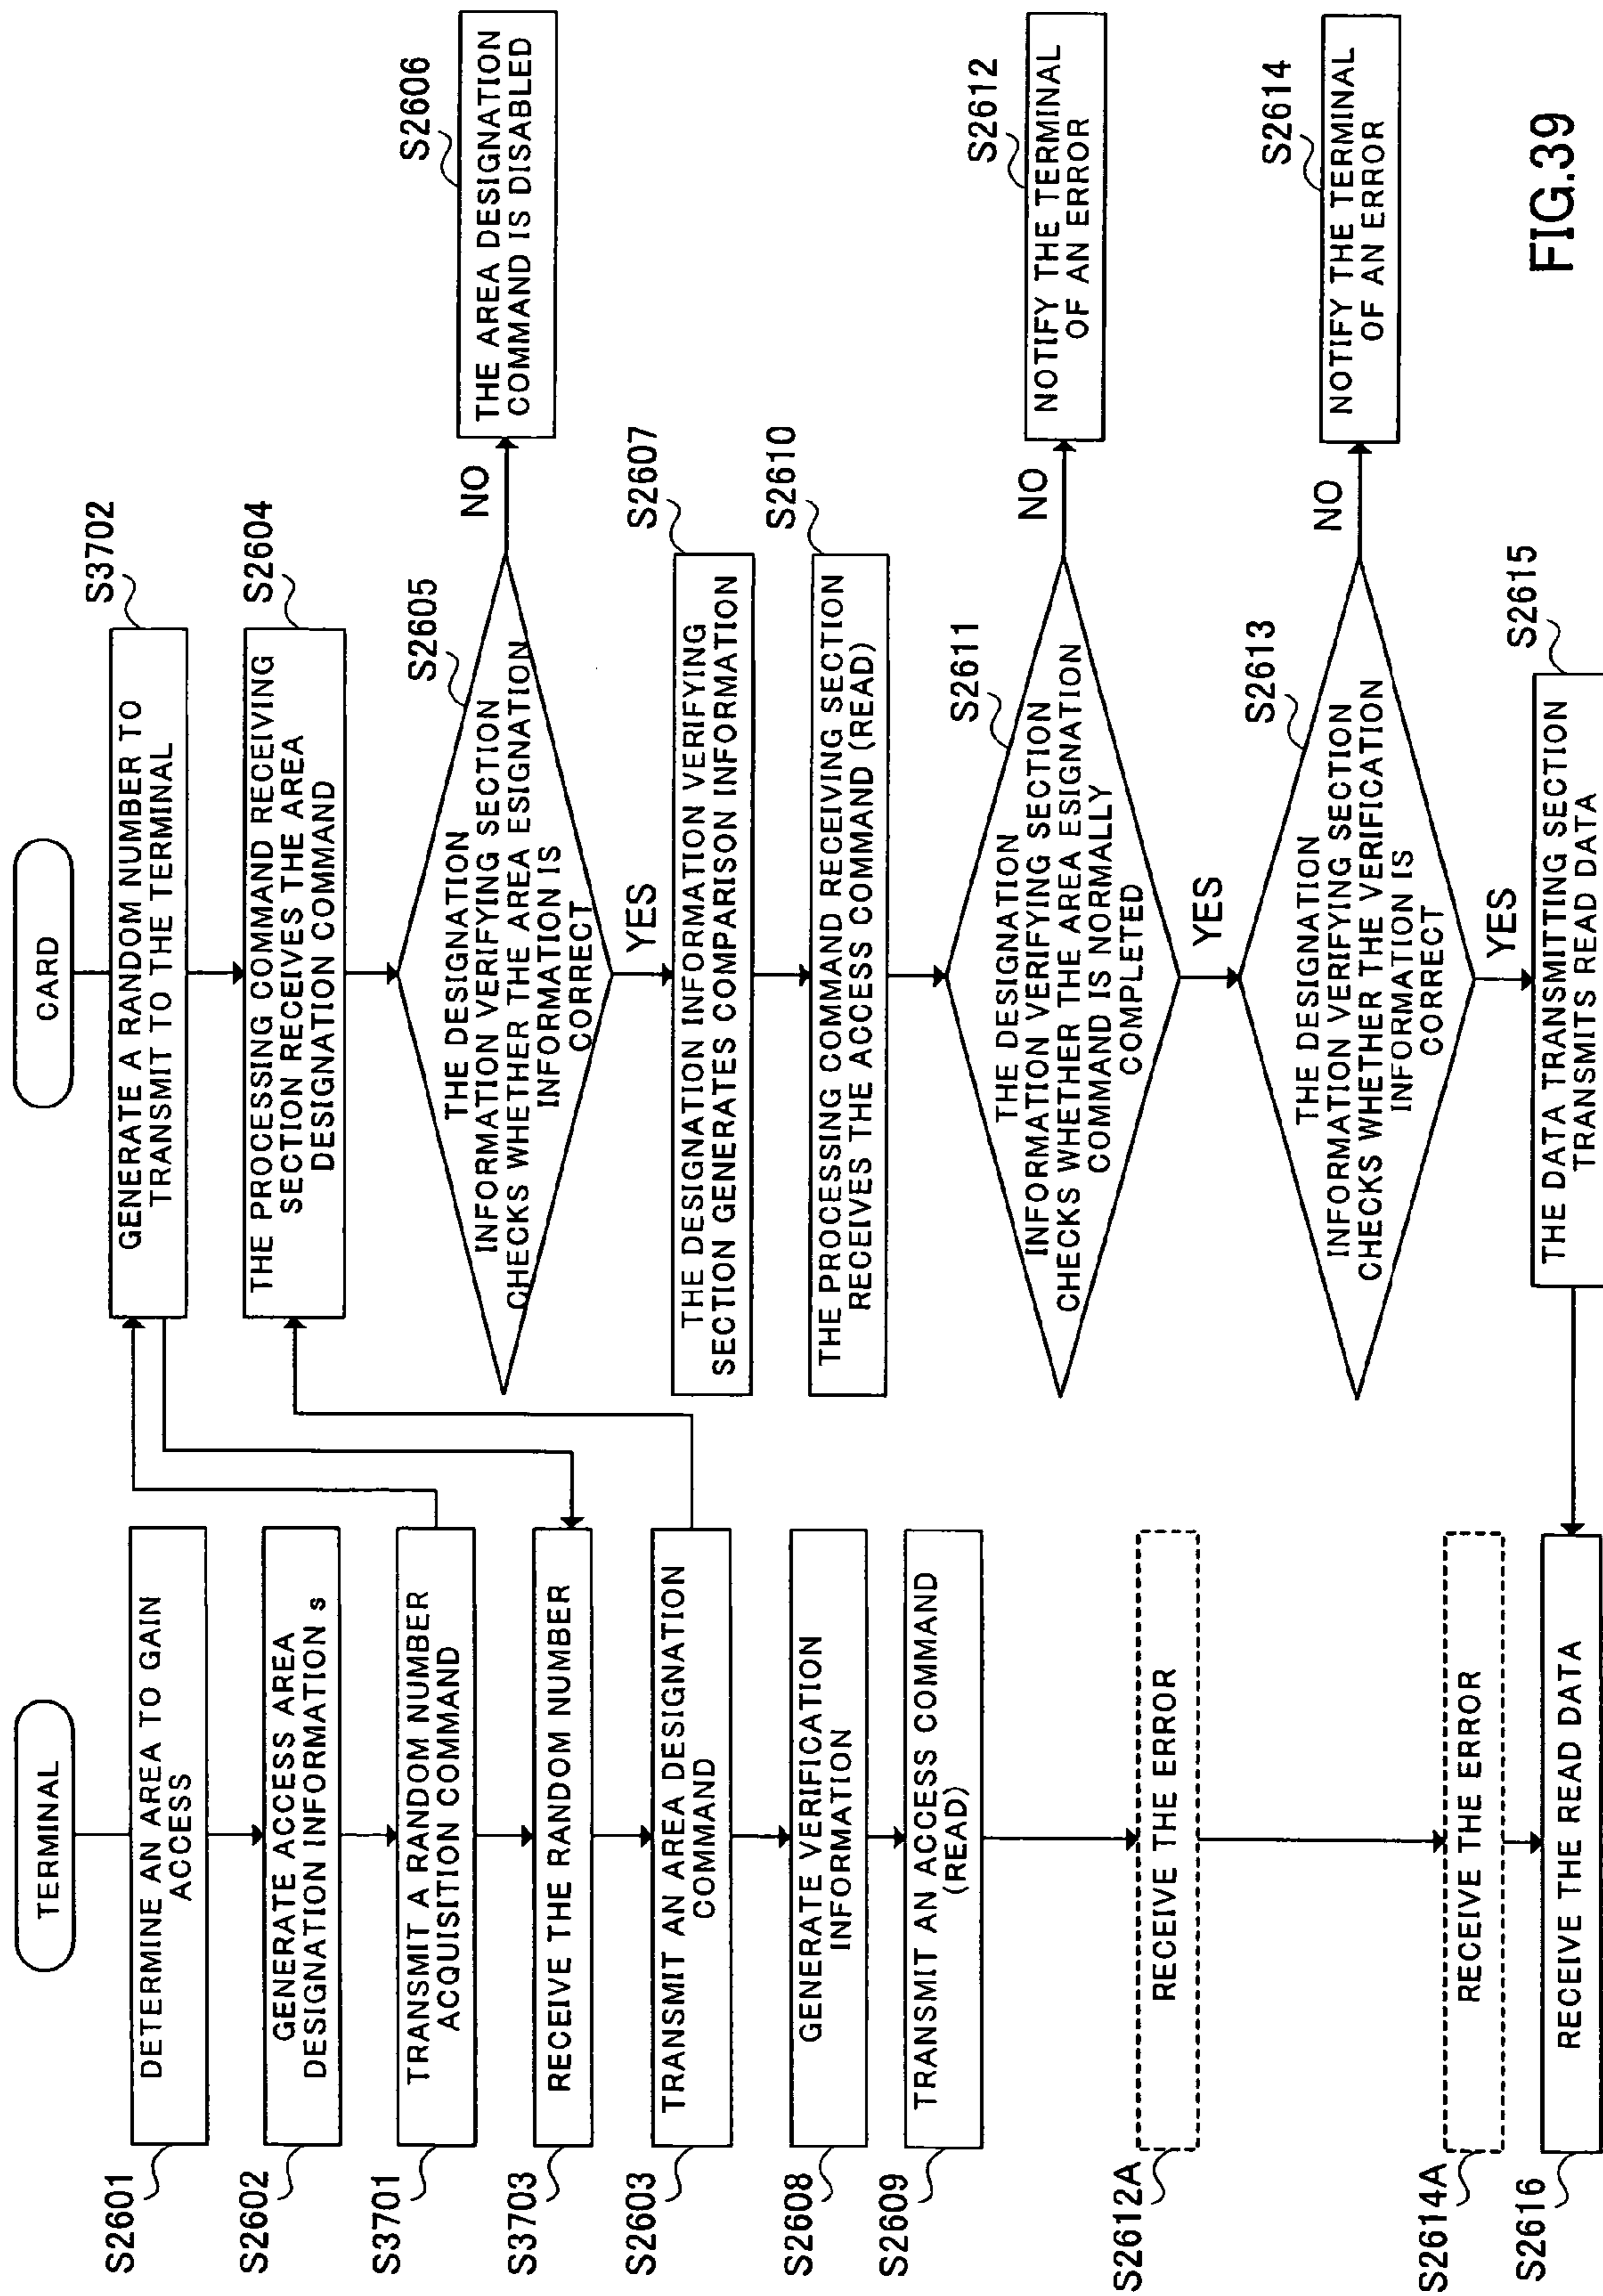 TERMINAL
S2601
DETERMINE AN AREA TO GAIN
ACCESS
S2602
GENERATE ACCESS AREA
DESIGNATION INFORMATION s
S3701
TRANSMIT A RANDOM NUMBER
ACQUISITION COMMAND
S3703
RECEIVE THE RANDOM NUMBER
S2603
TRANSMIT AN AREA DESIGNATION
COMMAND
S2608
GENERATE VERIFICATION
INFORMATION
S2609
TRANSMIT AN ACCESS COMMAND
(READ)
S2612A
RECEIVE THE ERROR
S2614A
RECEIVE THE ERROR
S2616
RECEIVE THE READ DATA
CARD
S3702
GENERATE A RANDOM NUMBER TO
TRANSMIT TO THE TERMINAL
S2604
THE PROCESSING COMMAND RECEIVING
SECTION RECEIVES THE AREA
DESIGNATION COMMAND
S2605
THE DESIGNATION
INFORMATION VERIFYING SECTION
CHECKS WHETHER THE AREA ESIGNATION
INFORMATION IS
CORRECT
NO
S2606
THE AREA DESIGNATION
COMMAND IS DISABLED
YES
S2607
THE DESIGNATION INFORMATION VERIFYING
SECTION GENERATES COMPARISON INFORMATION
S2610
THE PROCESSING COMMAND RECEIVING SECTION
RECEIVES THE ACCESS COMMAND (READ)
S2611
THE DESIGNATION
INFORMATION VERIFYING SECTION
CHECKS WHETHER THE AREA ESIGNATION
COMMAND IS NORMALLY
COMPLETED
NO
S2612
NOTIFY THE TERMINAL
OF AN ERROR
YES
S2613
THE DESIGNATION
INFORMATION VERIFYING SECTION
CHECKS WHETHER THE VERIFICATION
INFORMATION IS
CORRECT
NO
S2614
NOTIFY THE TERMINAL
OF AN ERROR
YES
S2615
THE DATA TRANSMITTING SECTION
TRANSMITS READ DATA
FIG.39